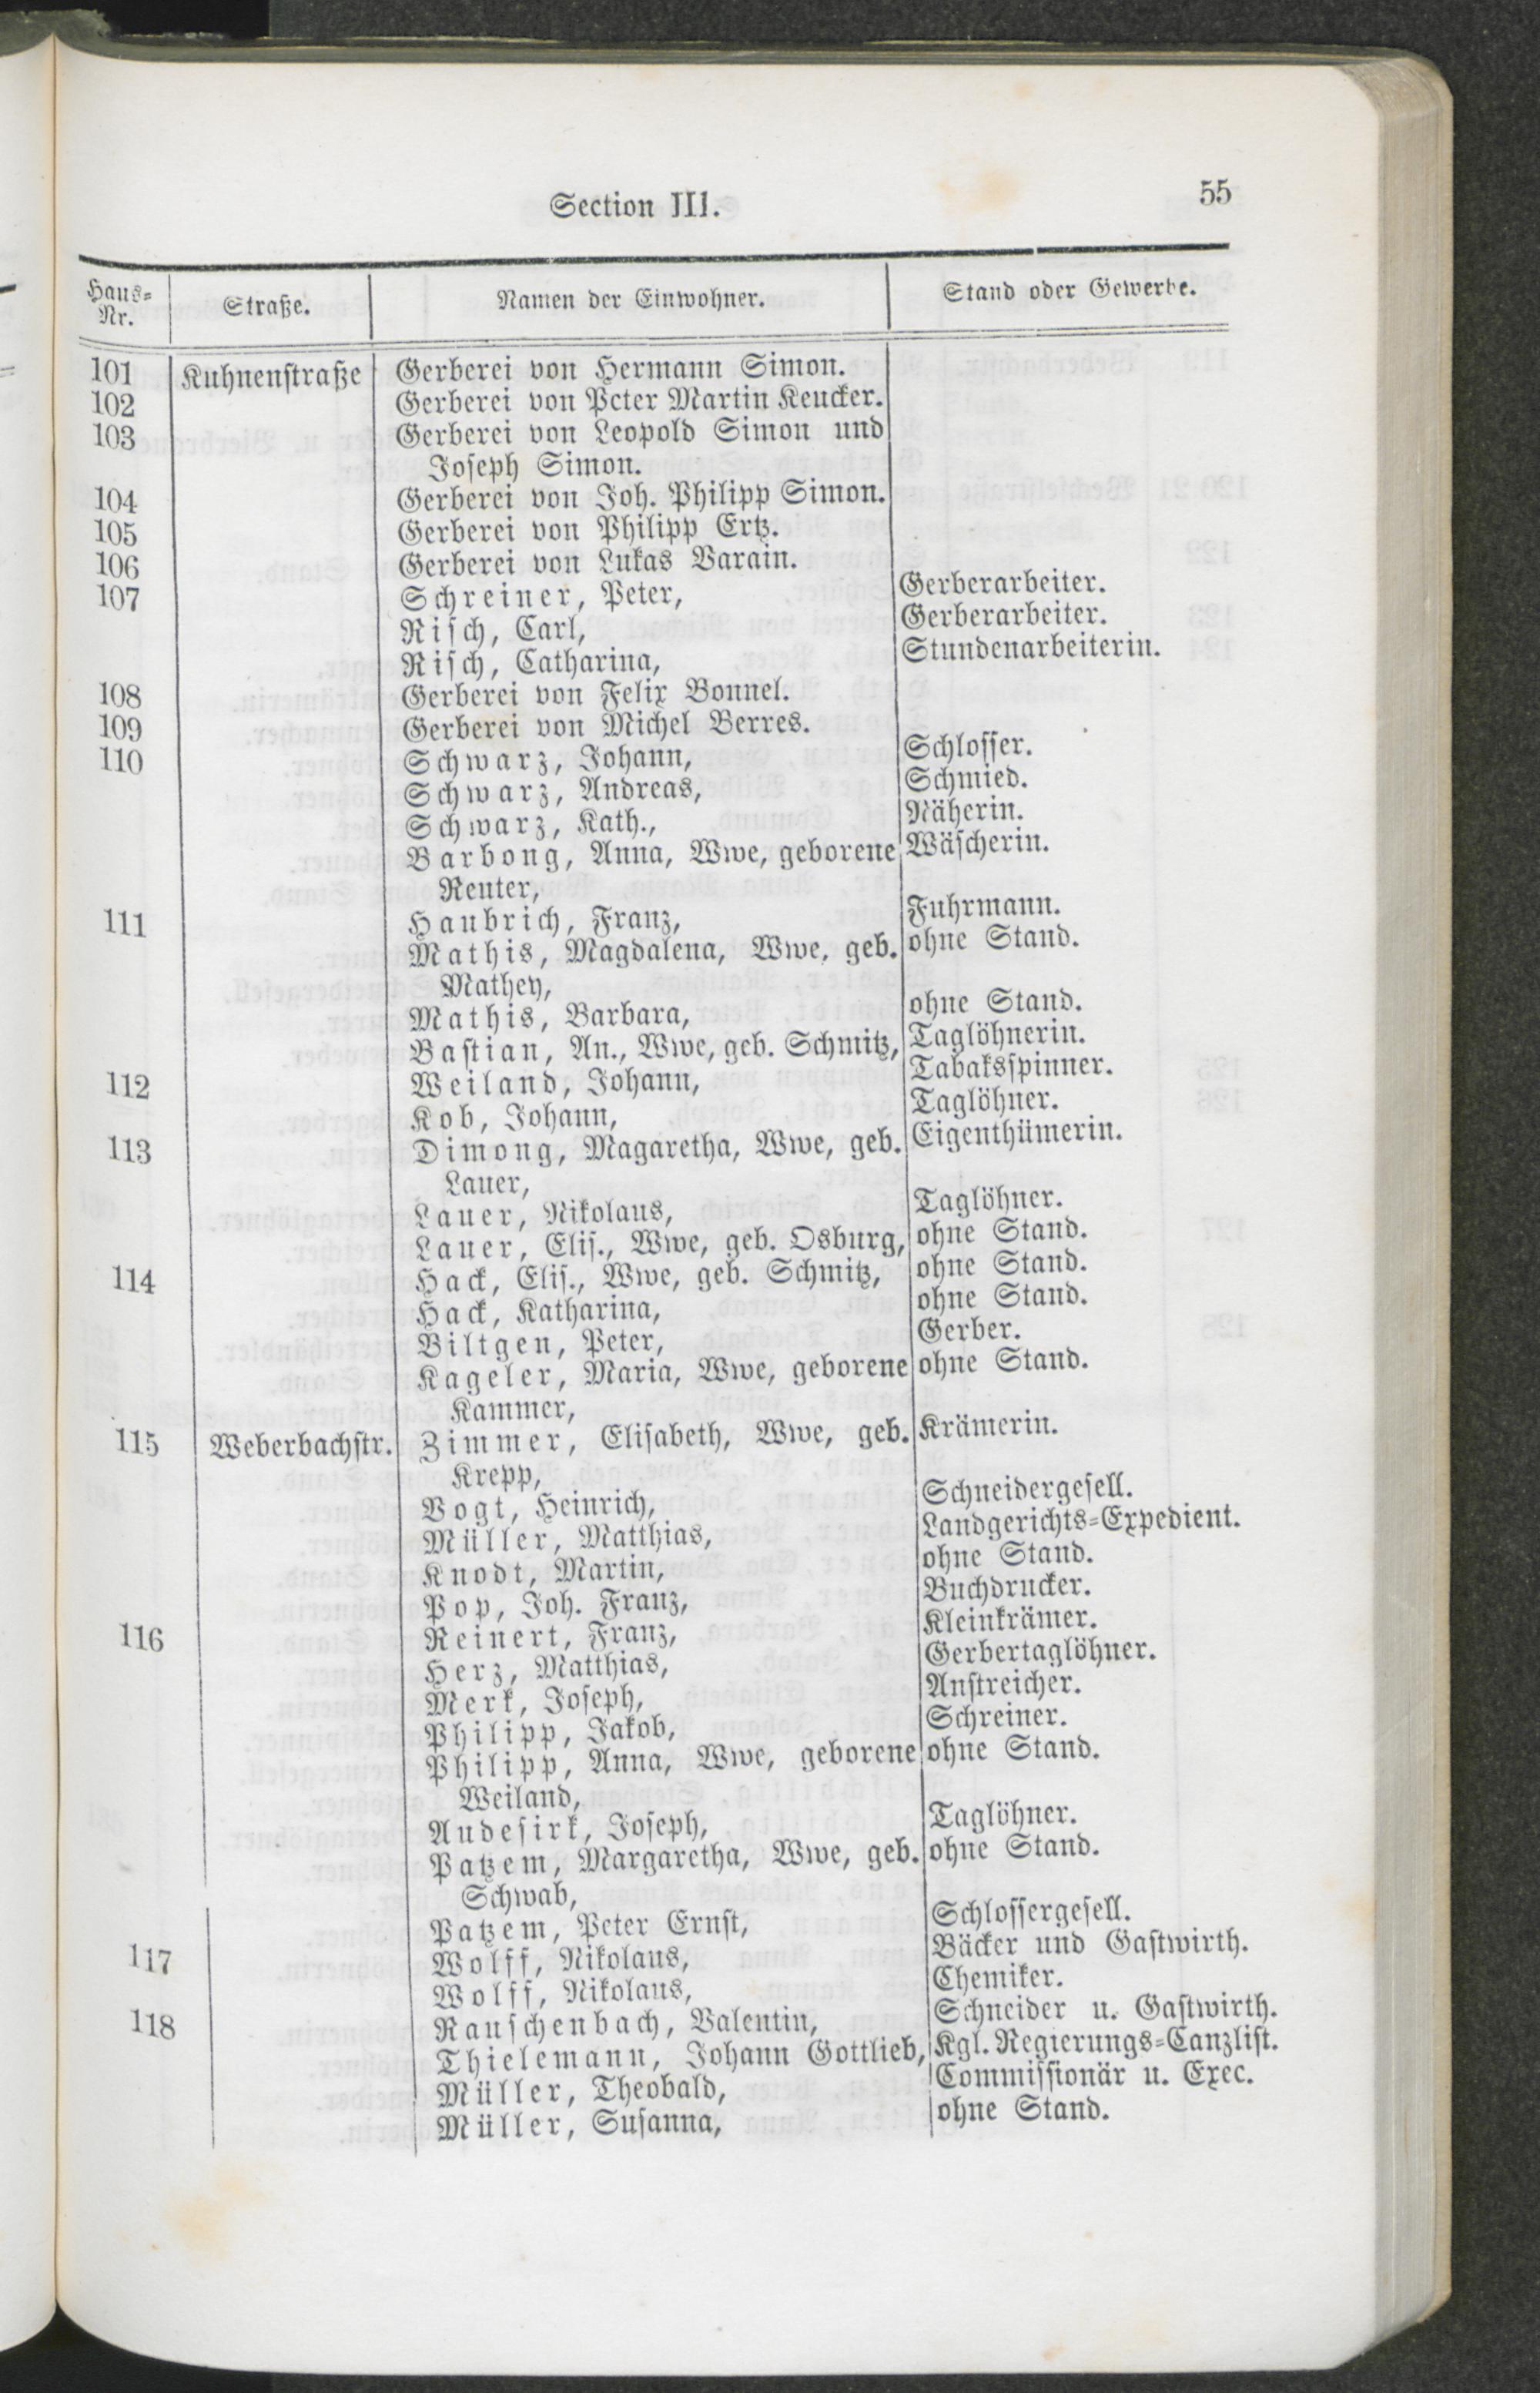 Section III.
55
Haus-
Nr.
Straße.
Namen der Einwohner.
Stand oder Gewerbe.
101 Kuhnenstraße Gerberei von Hermann Simon.
102 Gerberei von Peter Martin Keucker.
103 Gerberei von Leopold Simon und
Joseph Simon.
104 Gerberei von Joh. Philipp Simon.
105 Gerberei von Philipp Ertz.
106 Gerberei von Lukas Varain.
107 Schreiner, Peter, Gerberarbeiter.
Risch, Carl, Gerberarbeiter.
Risch, Catharina, Stundenarbeiterin.
108 Gerberei von Felix Bonnel.
109 Gerberei von Michel Berres.
110 Schwarz, Johann, Schlosser.
Schwarz, Andreas, Schmied.
Schwarz, Kath., Näherin.
Barbong, Anna, Wwe, geborene Wäscherin.
Reuter,
111 Haubrich, Franz, Fuhrmann.
Mathis, Magdalena, Wwe, geb. ohne Stand.
Mathey,
Mathis, Barbara, ohne Stand.
Bastian, An., Wwe, geb. Schmitz, Taglöhnerin.
112 Weiland, Johann, Tabaksspinner.
Kob, Johann, Taglöhner.
113 Dimong, Magaretha, Wwe, geb. Eigenthümerin.
Lauer,
Lauer, Nikolaus, Taglöhner.
Lauer, Elis., Wwe, geb. Osburg, ohne Stand.
114 Hack, Elis., Wwe, geb. Schmitz, ohne Stand.
Hack, Katharina, ohne Stand.
Biltgen, Peter, Gerber.
Kageler, Maria, Wwe, geborene ohne Stand.
Kammer,
115 Weberbachstr. Zimmer, Elisabeth, Wwe, geb. Krämerin.
Krepp,
Vogt, Heinrich, Schneidergesell.
Müller, Matthias, Landgerichts-Expedient.
Knodt, Martin, ohne Stand.
Pop, Joh. Franz, Buchdrucker.
116 Reinert, Franz, Kleinkrämer.
Herz, Matthias, Gerbertaglöhner.
Merk, Joseph, Anstreicher.
Philipp, Jakob, Schreiner.
Philipp, Anna, Wwe, geborene ohne Stand.
Weiland,
Audesirk, Joseph, Taglöhner.
Patzem, Margaretha, Wwe, geb. ohne Stand.
Schwab,
Patzem, Peter Ernst, Schlossergesell.
117 Wolff, Nikolaus, Bäcker und Gastwirth.
Wolff, Nikolaus, Chemiker.
118 Rauschenbach, Valentin, Schneider u. Gastwirth.
Thielemann, Johann Gottlieb, Kgl. Regierungs-Canzlist.
Müller, Theobald, Commissionär u. Exec.
Müller, Susanna, ohne Stand.